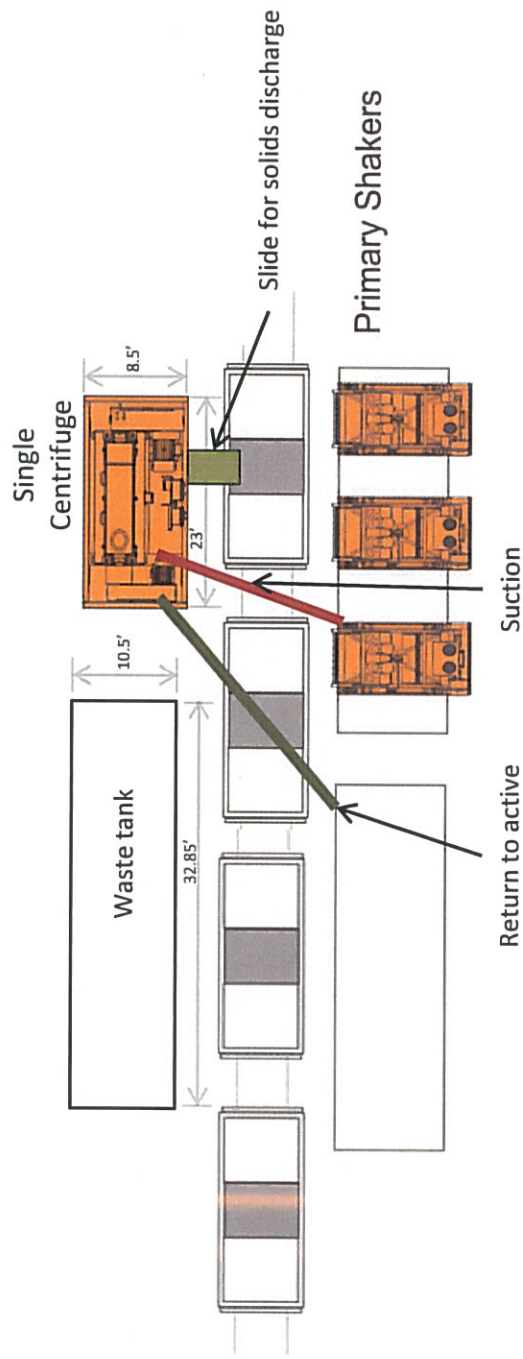 Single
Centrifuge
8.5'
23'
10.5'
Waste tank
32.85'
Slide for solids discharge
Primary Shakers
Suction
Return to active